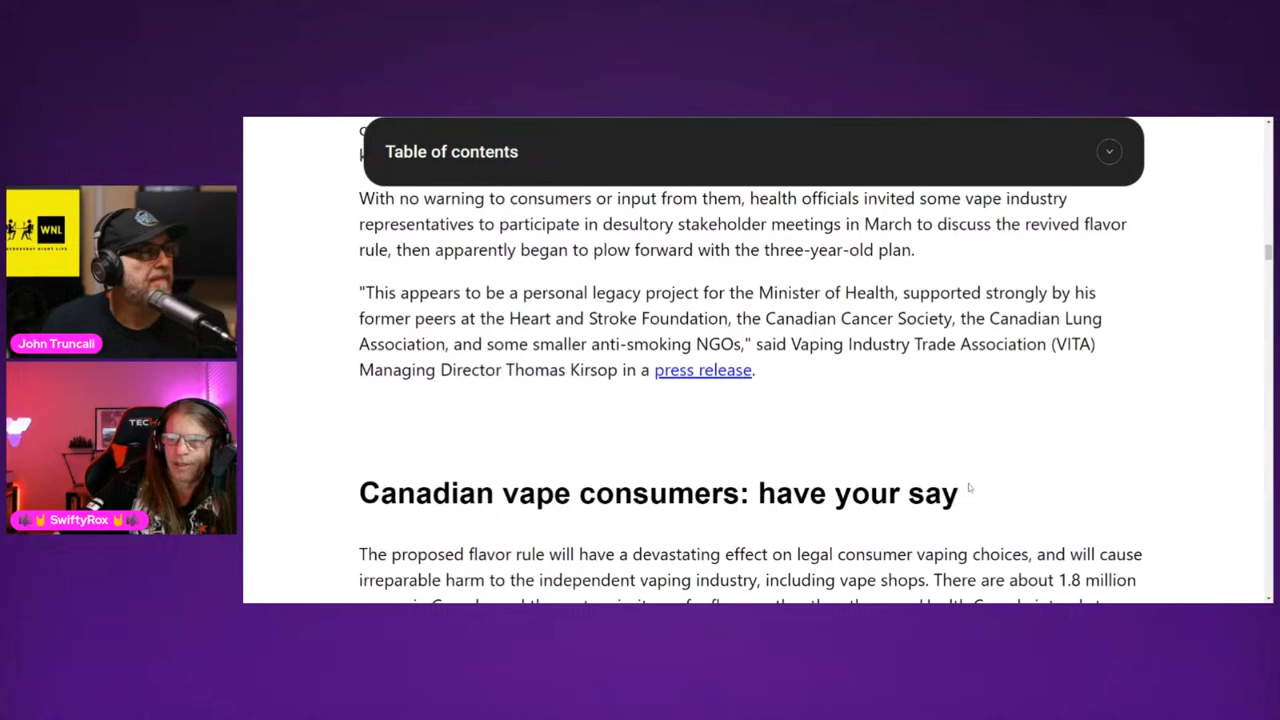 Table of contents
With no warning to consumers or input from them, health officials invited some vape industry
representatives to participate in desultory stakeholder meetings in March to discuss the revived flavor
rule, then apparently began to plow forward with the three-year-old plan.
"This appears to be a personal legacy project for the Minister of Health, supported strongly by his
former peers at the Heart and Stroke Foundation, the Canadian Cancer Society, the Canadian Lung
Association, and some smaller anti-smoking NGOs," said Vaping Industry Trade Association (VITA)
Managing Director Thomas Kirsop in a press release.
Canadian vape consumers: have your say
The proposed flavor rule will have a devastating effect on legal consumer vaping choices, and will cause
irreparable harm to the independent vaping industry, including vape shops. There are about 1.8 million
WNL
John Truncali
TECH
🤘 SwiftyRox 🤘